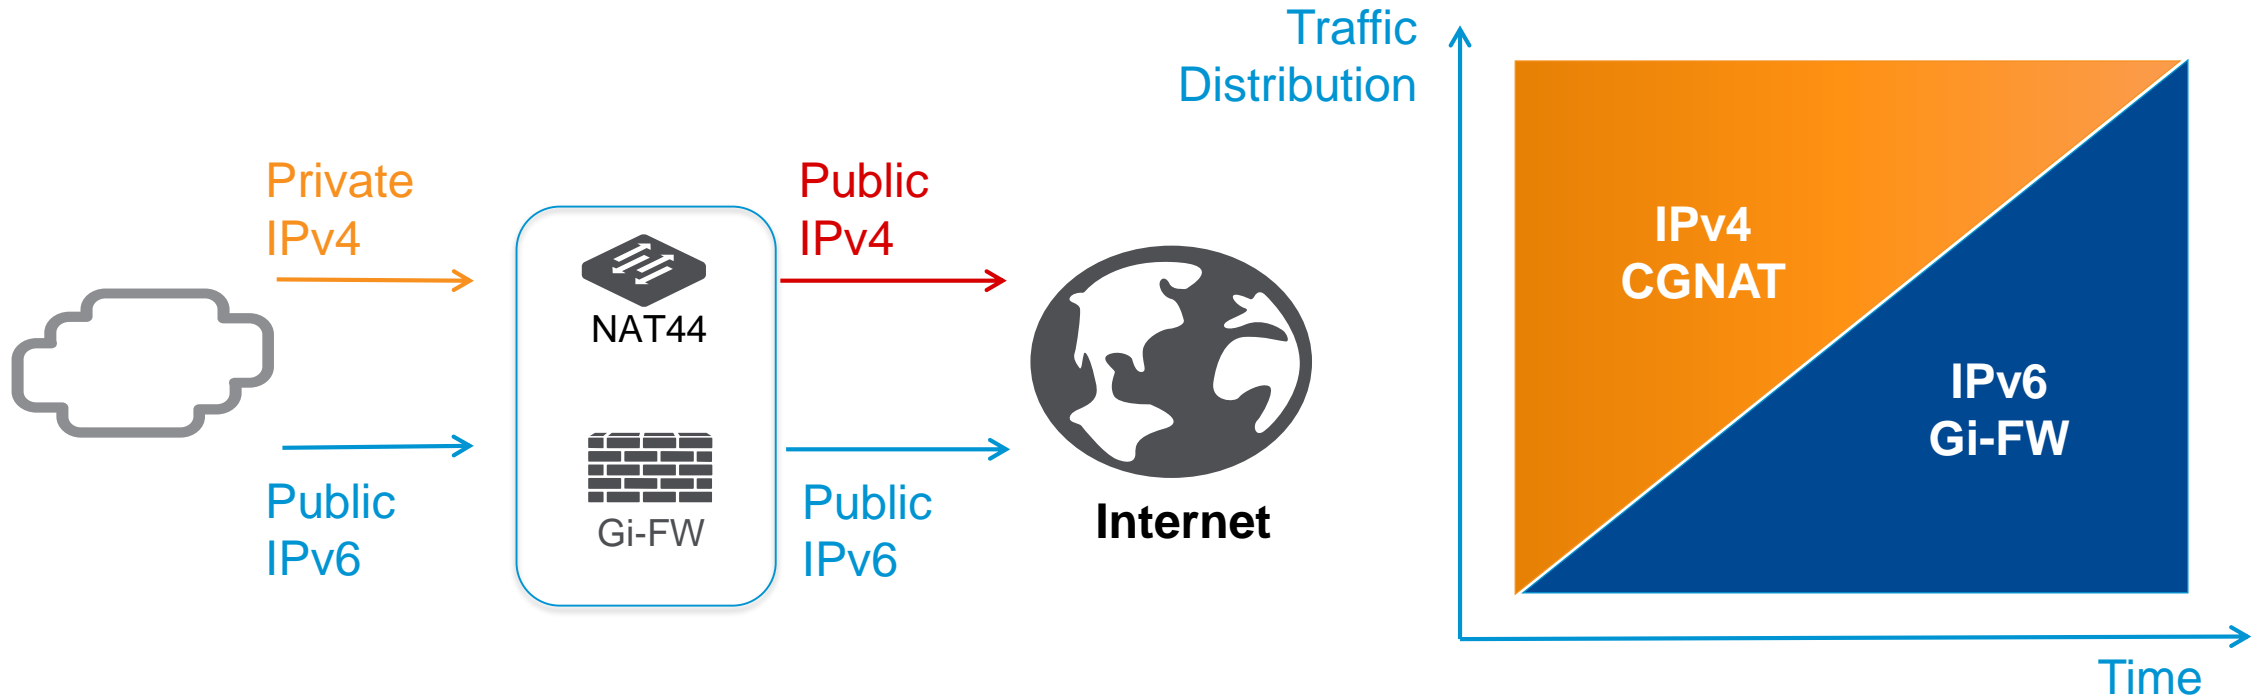 Private
IPv4
Public
IPv6
NAT44
Gi-FW
Public
IPv4
Public
IPv6
Internet
Traffic
Distribution
IPv4
CGNAT
IPv6
Gi-FW
Time